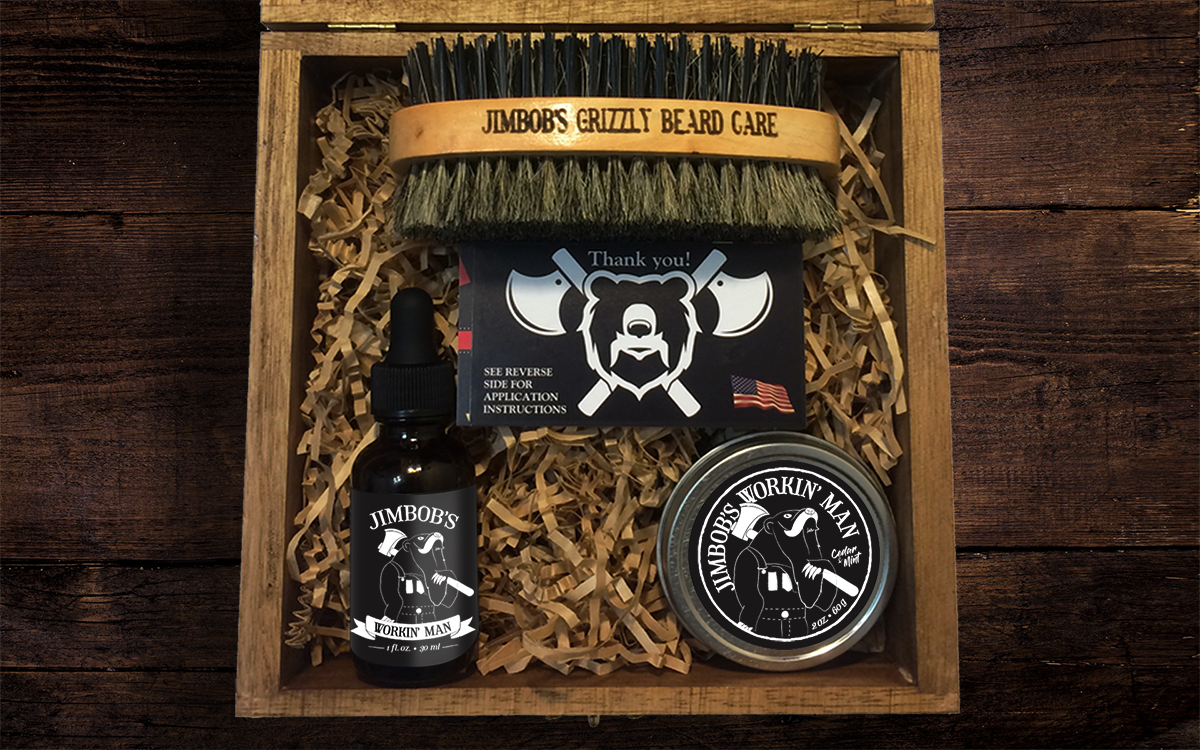 JIMBOB'S GRIZZLY BEARD CARE
Thank you!
SEE REVERSE
SIDE FOR
APPLICATION
INSTRUCTIONS
JIMBOB'S
WORKIN' MAN
1 fl.oz. • 30 ml
JIMBOB'S WORKIN' MAN
Cedar
& Mint
2 oz. • 60 g